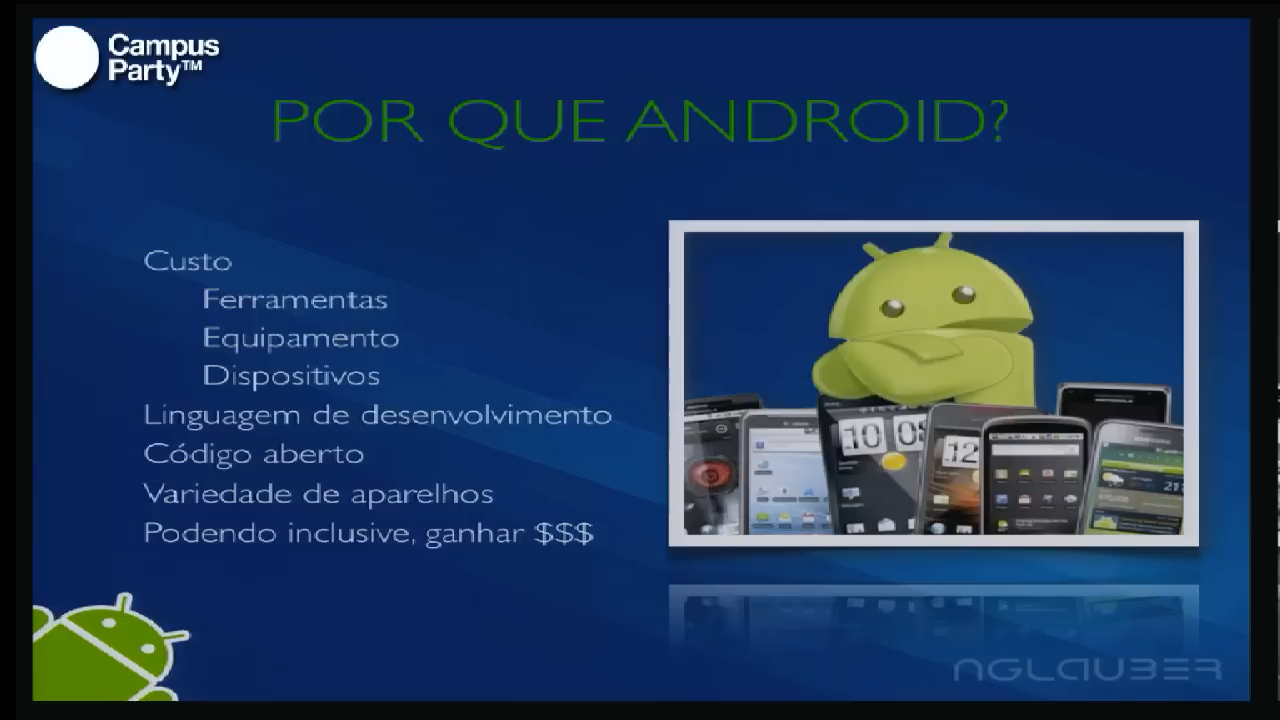 Campus
Party™
POR QUE ANDROID?
Custo
Ferramentas
Equipamento
Dispositivos
Linguagem de desenvolvimento
Código aberto
Variedade de aparelhos
Podendo inclusive, ganhar $$$
NGLAUBER